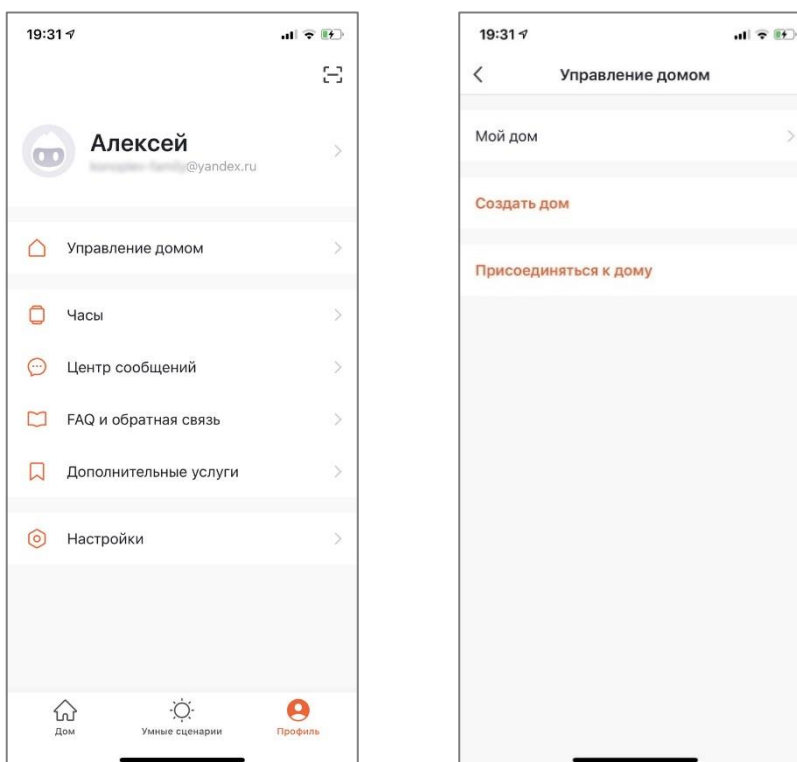 19:31
Алексей
@yandex.ru
Управление домом
Часы
Центр сообщений
FAQ и обратная связь
Дополнительные услуги
Настройки
Дом
Умные сценарии
Профиль
19:31
Управление домом
Мой дом
Создать дом
Присоединяться к дому